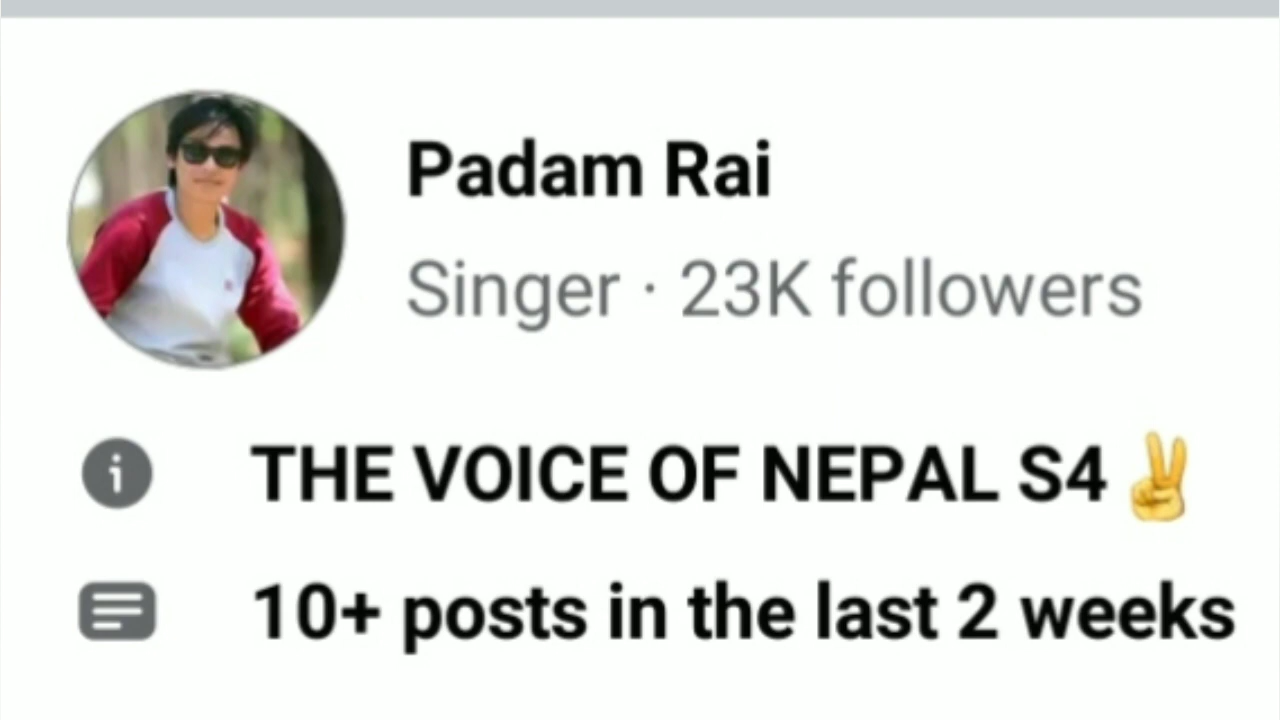 Padam Rai
Singer · 23K followers
THE VOICE OF NEPAL S4 ✌
10+ posts in the last 2 weeks